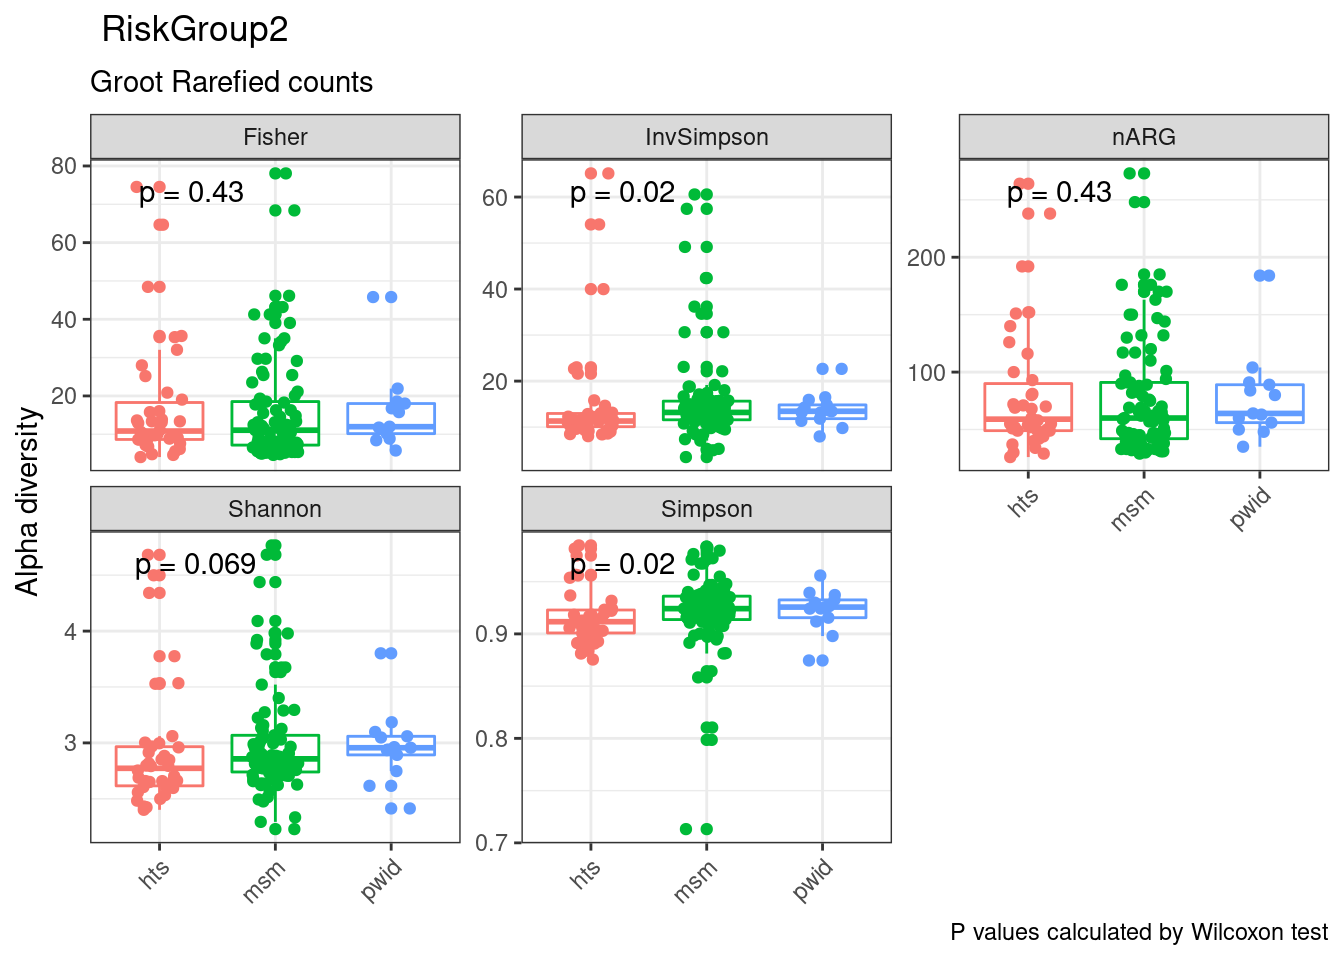 RiskGroup2
Groot Rarefied counts
Alpha diversity
Fisher
p = 0.43
80
60
40
20
InvSimpson
p = 0.02
60
40
20
nARG
p = 0.43
200
100
hts
msm
pwid
Shannon
p = 0.069
4
3
hts
msm
pwid
Simpson
p = 0.02
0.9
0.8
0.7
hts
msm
pwid
P values calculated by Wilcoxon test